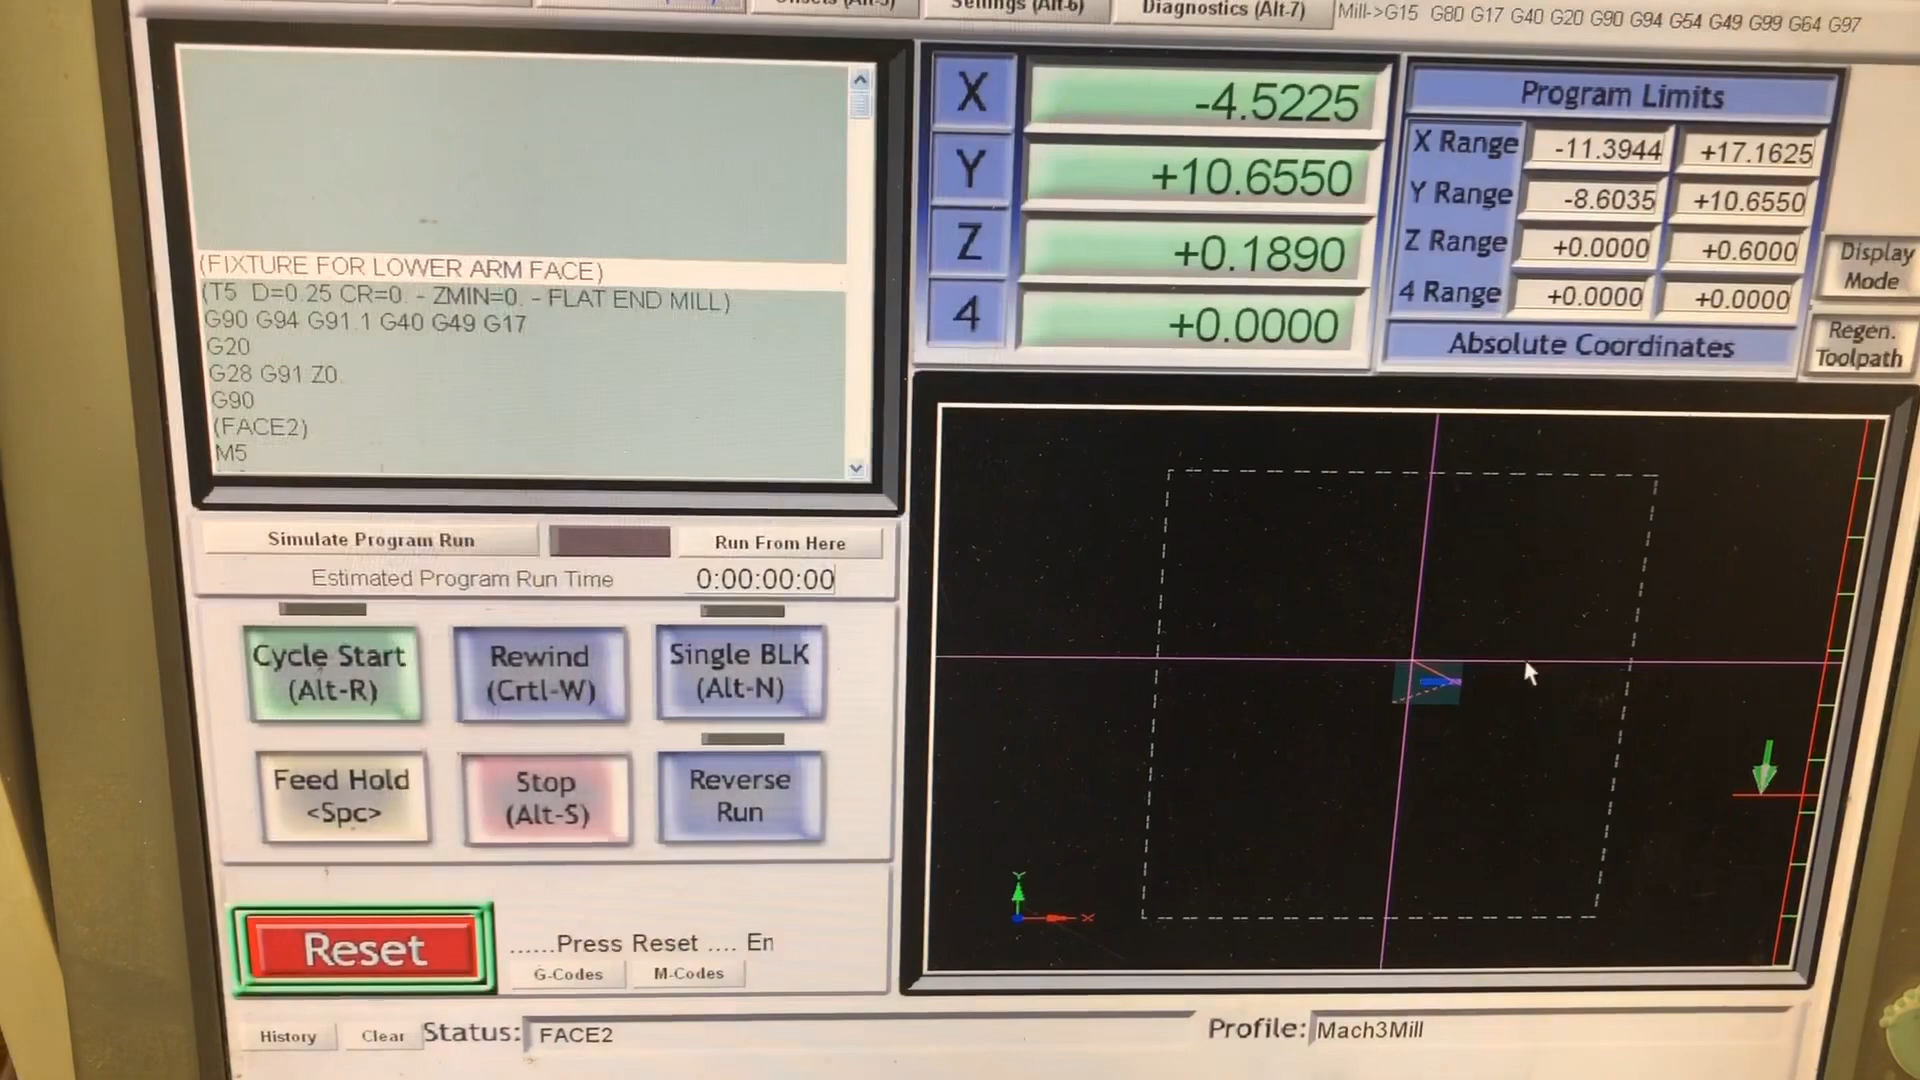 Offsets (Alt-5)
Settings (Alt-6)
Diagnostics (Alt-7)
Mill->G15 G80 G17 G40 G20 G90 G94 G54 G49 G99 G64 G97
(FIXTURE FOR LOWER ARM FACE)
(T5 D=0.25 CR=0. - ZMIN=0. - FLAT END MILL)
G90 G94 G91.1 G40 G49 G17
G20
G28 G91 Z0.
G90
(FACE2)
M5
X -4.5225
Y +10.6550
Z +0.1890
4 +0.0000
Program Limits
X Range -11.3944 +17.1625
Y Range -8.6035 +10.6550
Z Range +0.0000 +0.6000
4 Range +0.0000 +0.0000
Absolute Coordinates
Display
Mode
Regen.
Toolpath
Simulate Program Run
Run From Here
Estimated Program Run Time 0:00:00:00
Cycle Start
(Alt-R)
Rewind
(Crtl-W)
Single BLK
(Alt-N)
Feed Hold
<Spc>
Stop
(Alt-S)
Reverse
Run
Y
X
Reset
......Press Reset .... En
G-Codes
M-Codes
History
Clear
Status: FACE2
Profile: Mach3Mill